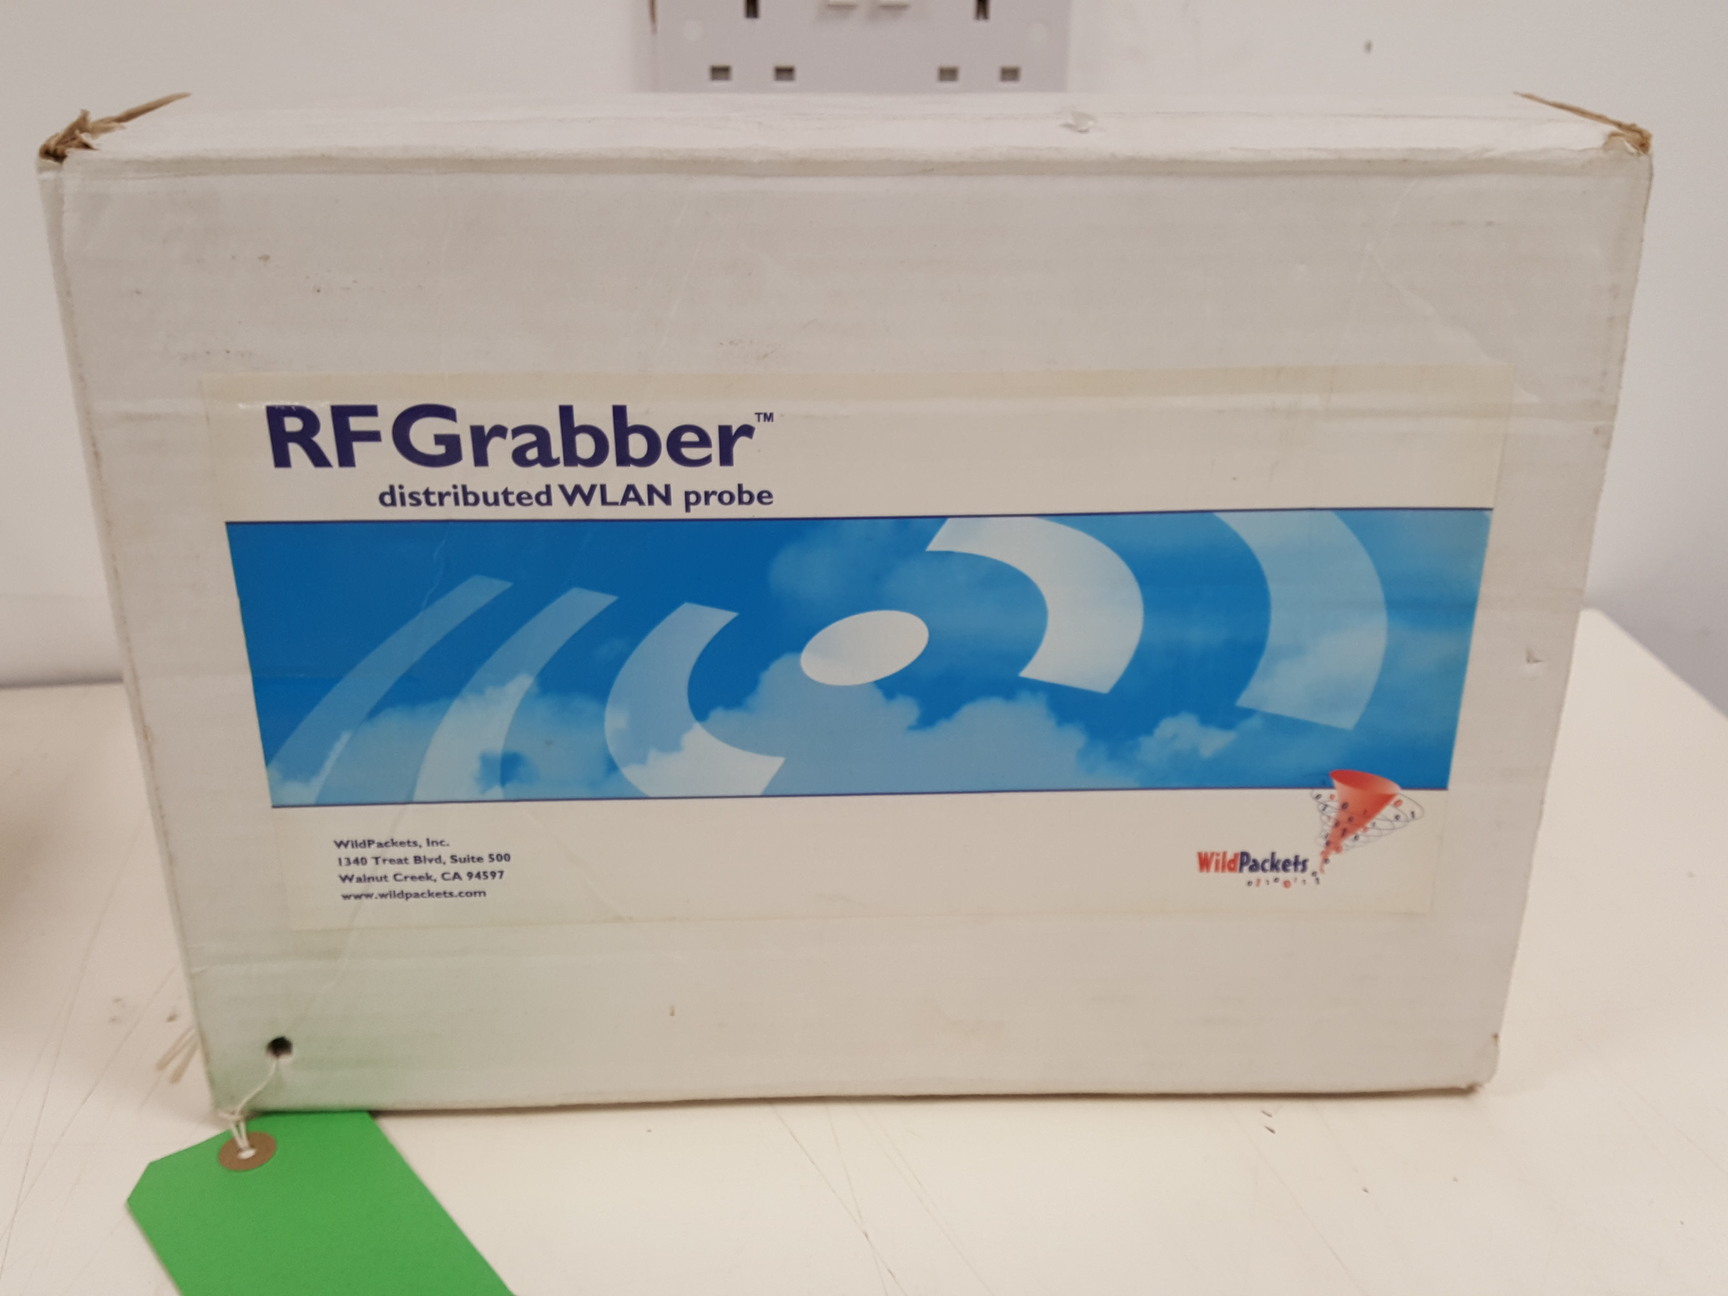 RFGrabber™
distributed WLAN probe
WildPackets, Inc.
1340 Treat Blvd, Suite 500
Walnut Creek, CA 94597
www.wildpackets.com
WildPackets